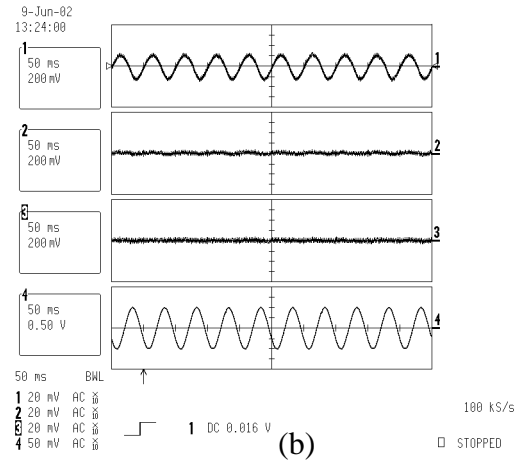 9-Jun-02
13:24:00
1
50 ms
200 mV
1
2
50 ms
200 mV
2
3
50 ms
200 mV
3
4
50 ms
0.50 V
4
50 ms BWL
1 20 mV AC
2 20 mV AC
3 20 mV AC
4 50 mV AC
1 DC 0.016 V
(b)
100 kS/s
STOPPED